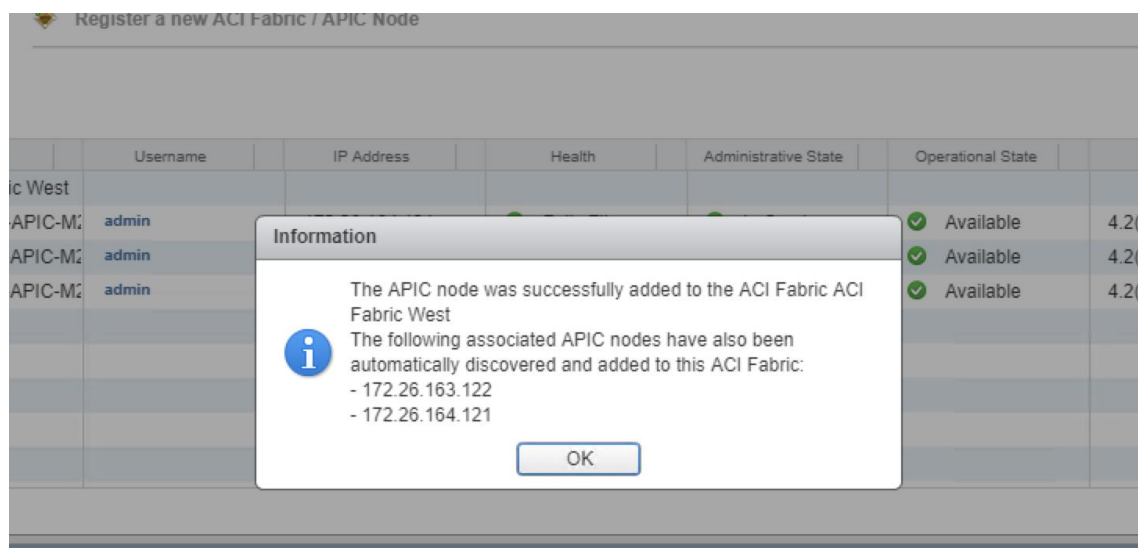 Register a new ACI Fabric / APIC Node
Username IP Address Health Administrative State Operational State
ic West
-APIC-M2 admin Available 4.2(
APIC-M2 admin Available 4.2(
APIC-M2 admin Available 4.2(
Information
The APIC node was successfully added to the ACI Fabric ACI
Fabric West
The following associated APIC nodes have also been
automatically discovered and added to this ACI Fabric:
- 172.26.163.122
- 172.26.164.121
OK